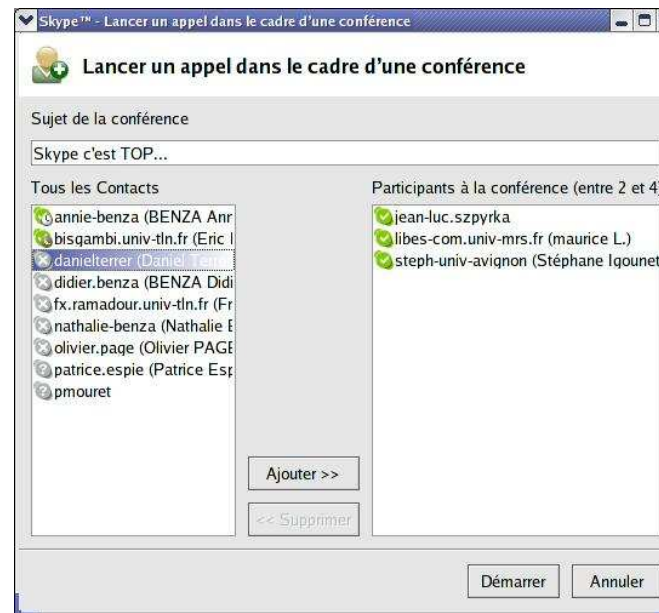 Skype™ - Lancer un appel dans le cadre d'une conférence
Lancer un appel dans le cadre d'une conférence
Sujet de la conférence
Skype c'est TOP...
Tous les Contacts
annie-benza (BENZA Anr
bisgambi.univ-tln.fr (Eric
danielterrer (Daniel Terre
didier.benza (BENZA Didi
fx.ramadour.univ-tln.fr (Fr
nathalie-benza (Nathalie
olivier.page (Olivier PAGE
patrice.espie (Patrice Esp
pmouret
Ajouter >>
<< Supprimer
Participants à la conférence (entre 2 et 4)
jean-luc.szpyrka
libes-com.univ-mrs.fr (maurice L.)
steph-univ-avignon (Stéphane Igounet
Démarrer
Annuler